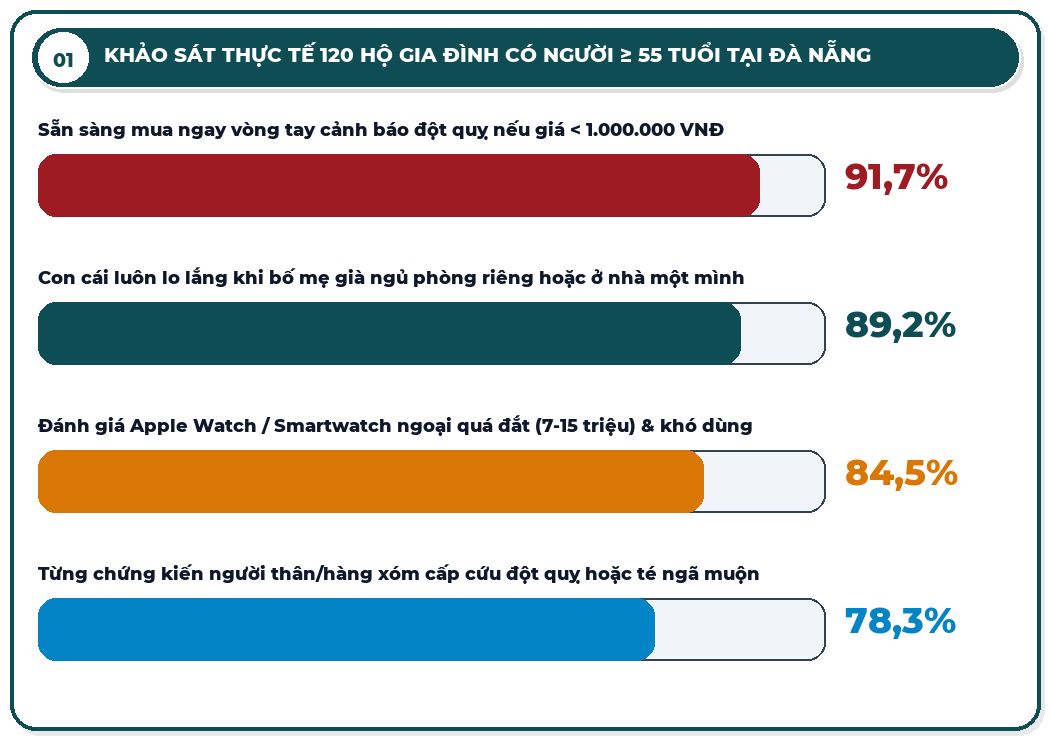 01
KHẢO SÁT THỰC TẾ 120 HỘ GIA ĐÌNH CÓ NGƯỜI ≥ 55 TUỔI TẠI ĐÀ NẴNG
Sẵn sàng mua ngay vòng tay cảnh báo đột quỵ nếu giá < 1.000.000 VNĐ
91,7%
Con cái luôn lo lắng khi bố mẹ già ngủ phòng riêng hoặc ở nhà một mình
89,2%
Đánh giá Apple Watch / Smartwatch ngoại quá đắt (7-15 triệu) & khó dùng
84,5%
Từng chứng kiến người thân/hàng xóm cấp cứu đột quỵ hoặc té ngã muộn
78,3%